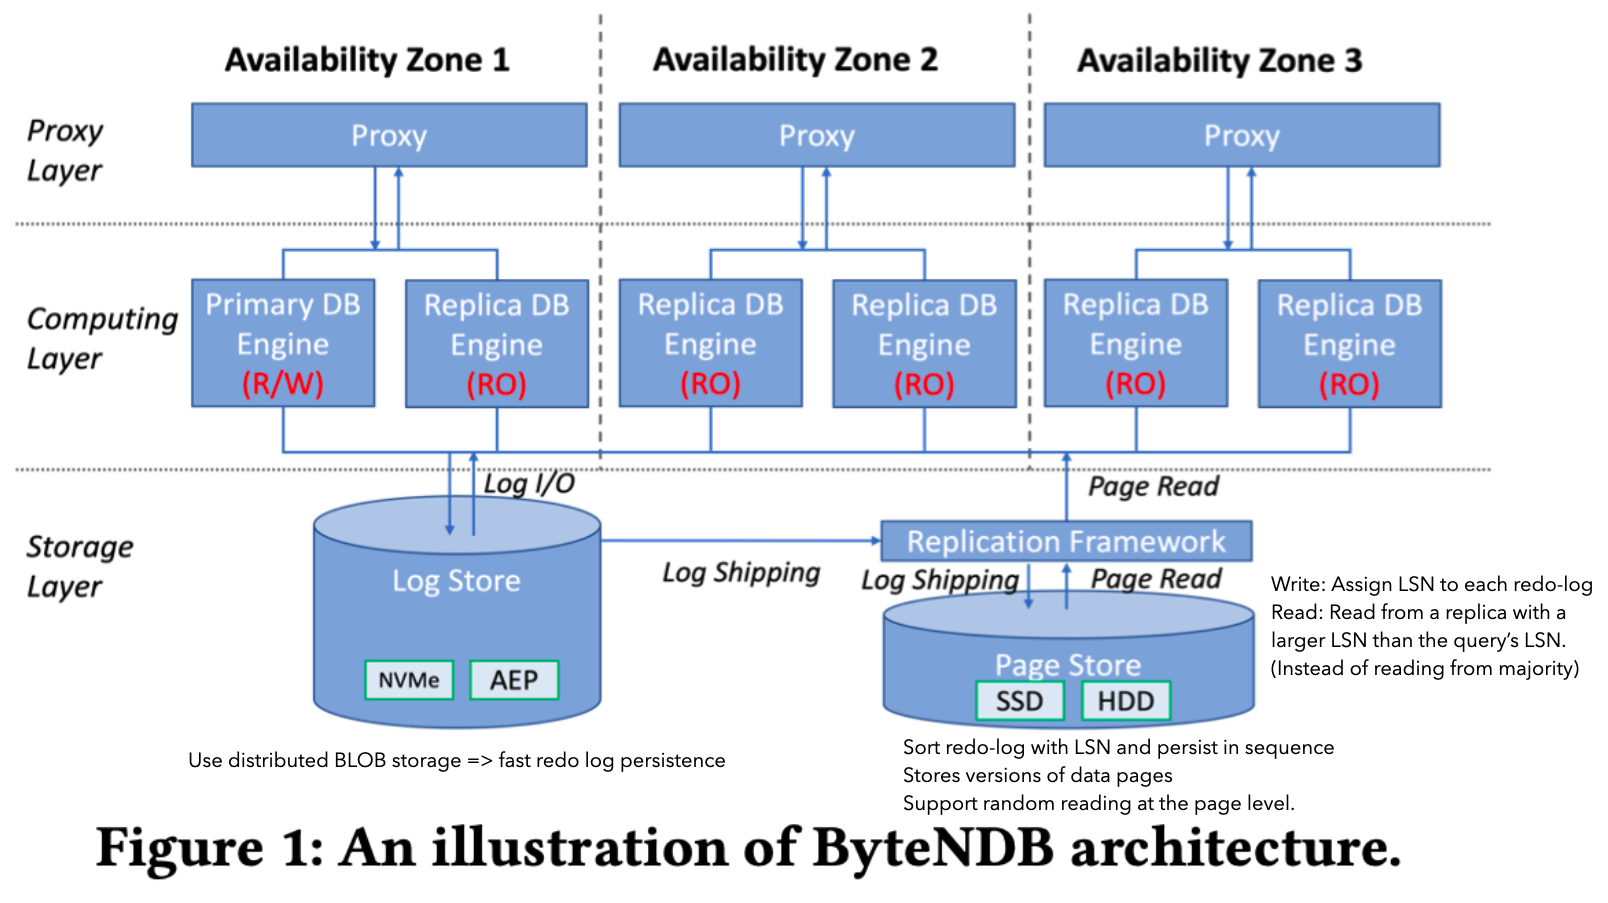 Availability Zone 1
Availability Zone 2
Availability Zone 3
Proxy
Layer
Proxy
Proxy
Proxy
Computing
Layer
Primary DB
Engine
(R/W)
Replica DB
Engine
(RO)
Replica DB
Engine
(RO)
Replica DB
Engine
(RO)
Replica DB
Engine
(RO)
Replica DB
Engine
(RO)
Storage
Layer
Log I/O
Log Store
NVMe
AEP
Log Shipping
Page Read
Replication Framework
Log Shipping
Page Read
Page Store
SSD
HDD
Write: Assign LSN to each redo-log
Read: Read from a replica with a
larger LSN than the query’s LSN.
(Instead of reading from majority)
Use distributed BLOB storage => fast redo log persistence
Sort redo-log with LSN and persist in sequence
Stores versions of data pages
Support random reading at the page level.
Figure 1: An illustration of ByteNDB architecture.